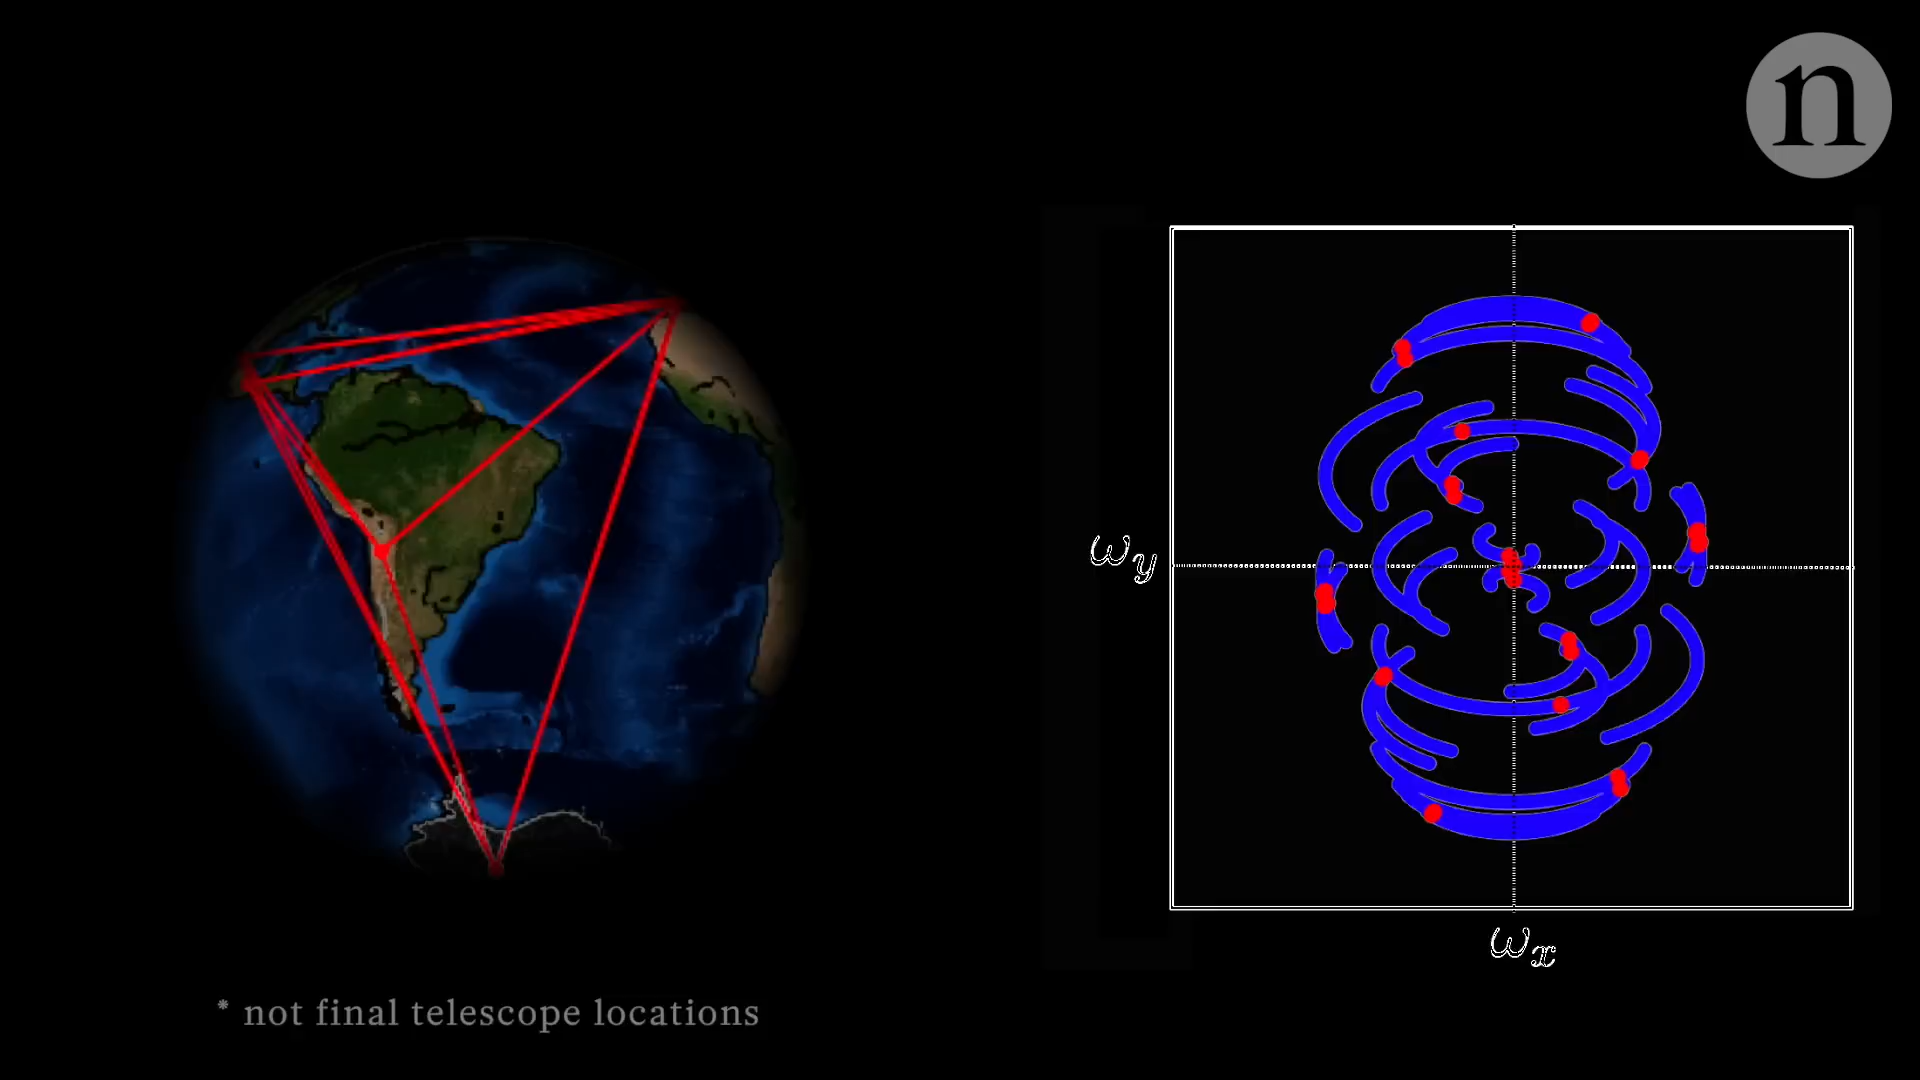 n
ωy
ωx
* not final telescope locations